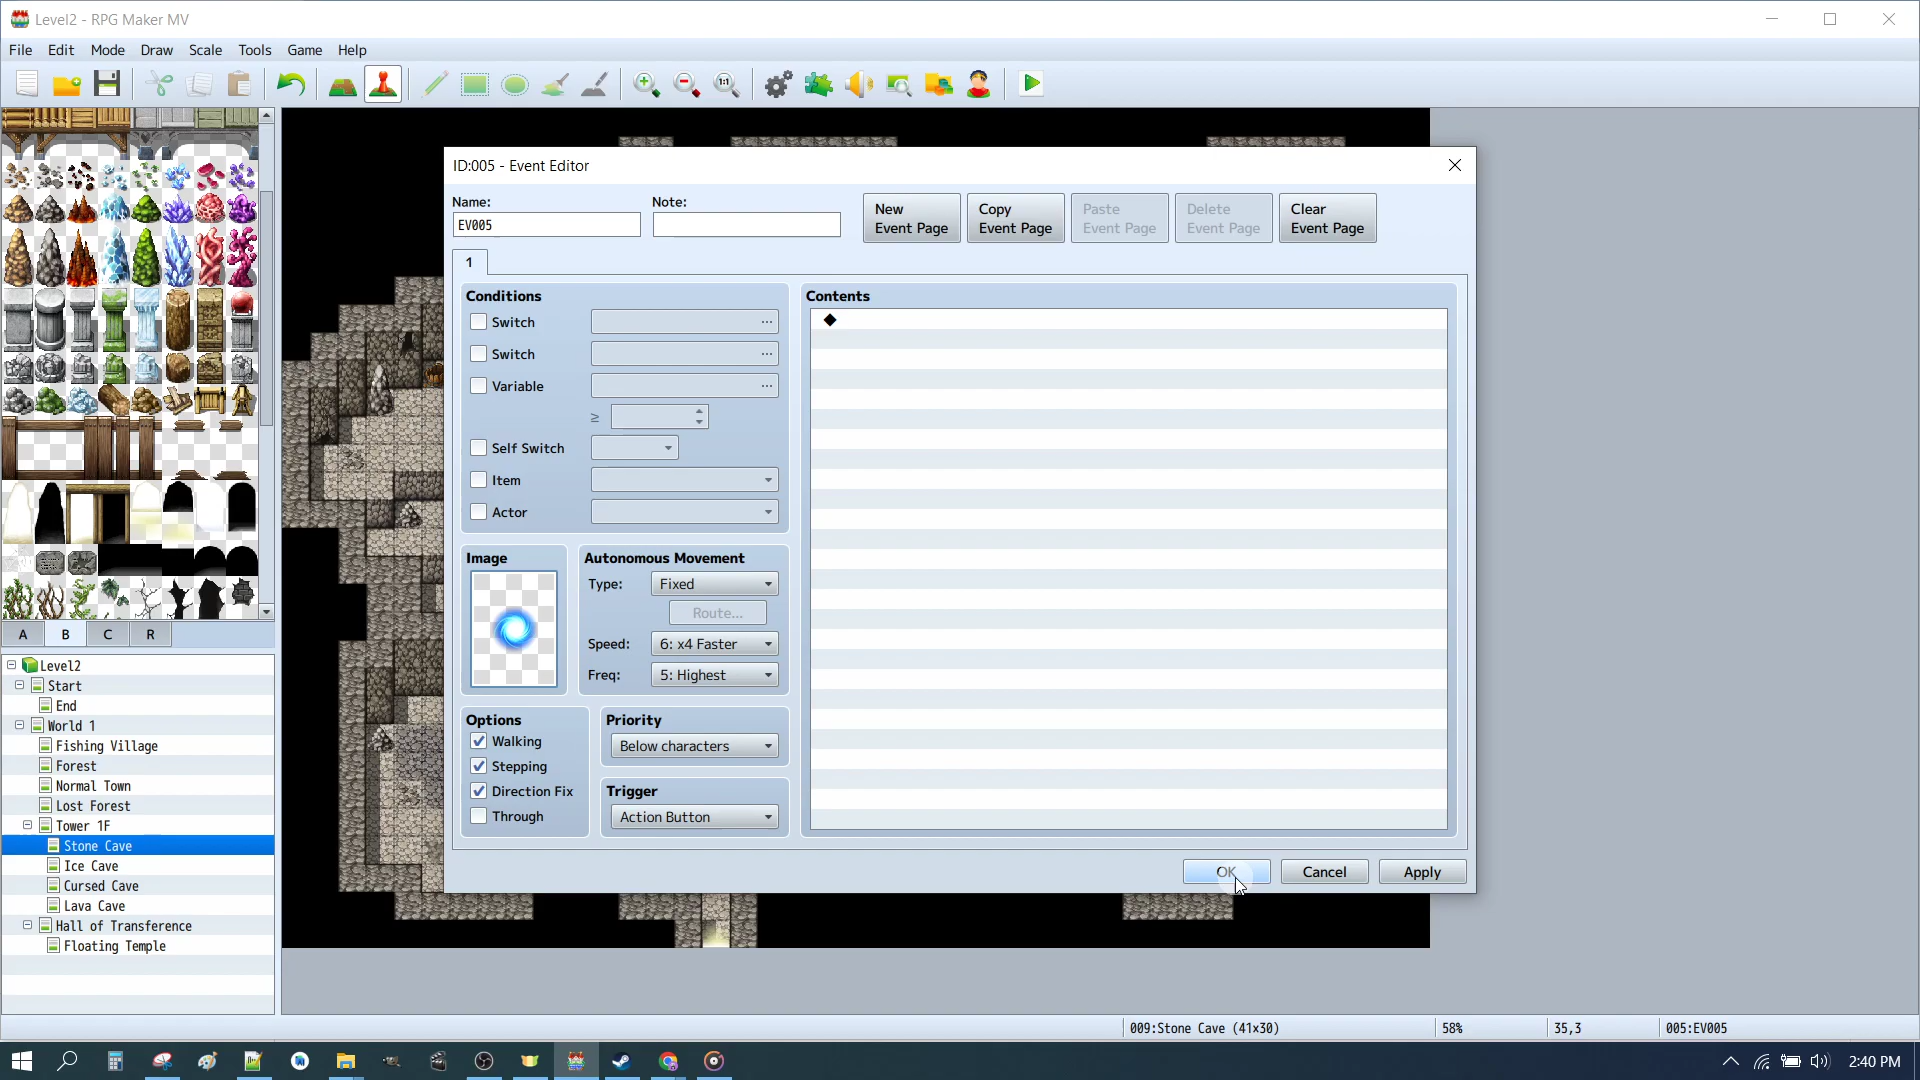 Level2 - RPG Maker MV
File Edit Mode Draw Scale Tools Game Help
1:1
ID:005 - Event Editor
Name: Note:
EV005
New Event Page
Copy Event Page
Paste Event Page
Delete Event Page
Clear Event Page
1
Conditions
Switch ...
Switch ...
Variable ...
≥
Self Switch
Item
Actor
Image
Autonomous Movement
Type: Fixed
Route...
Speed: 6: x4 Faster
Freq: 5: Highest
Options
Walking
Stepping
Direction Fix
Through
Priority
Below characters
Trigger
Action Button
Contents
◆
OK Cancel Apply
A B C R
Level2
Start
End
World 1
Fishing Village
Forest
Normal Town
Lost Forest
Tower 1F
Stone Cave
Ice Cave
Cursed Cave
Lava Cave
Hall of Transference
Floating Temple
009:Stone Cave (41×30) 58% 35,3 005:EV005
2:40 PM